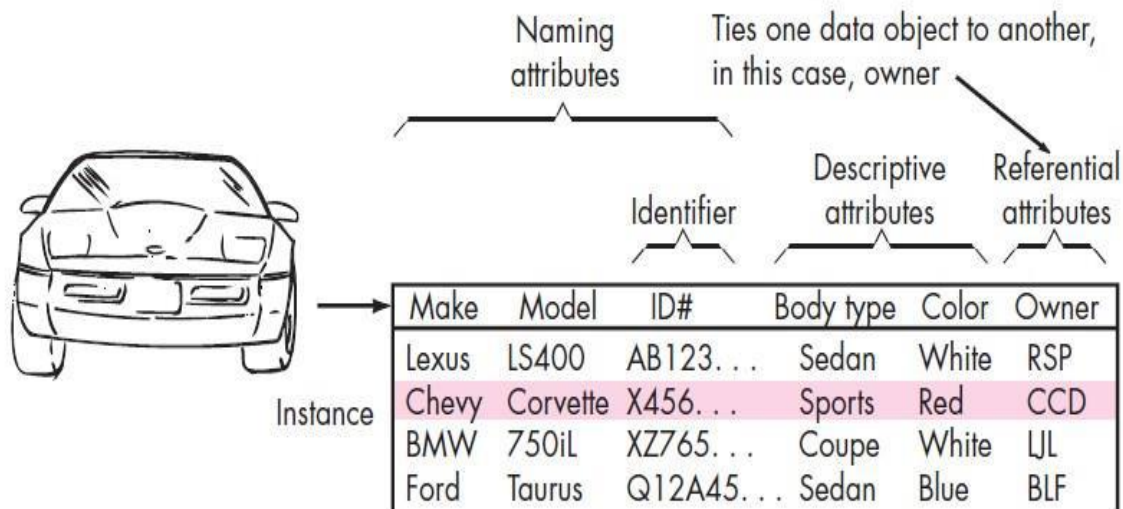 Naming
attributes
Ties one data object to another,
in this case, owner
Identifier
Descriptive
attributes
Referential
attributes
Make Model ID# Body type Color Owner
Lexus LS400 AB123. . . Sedan White RSP
Instance
Chevy Corvette X456. . . Sports Red CCD
BMW 750iL XZ765. . . Coupe White LJL
Ford Taurus Q12A45. . . Sedan Blue BLF